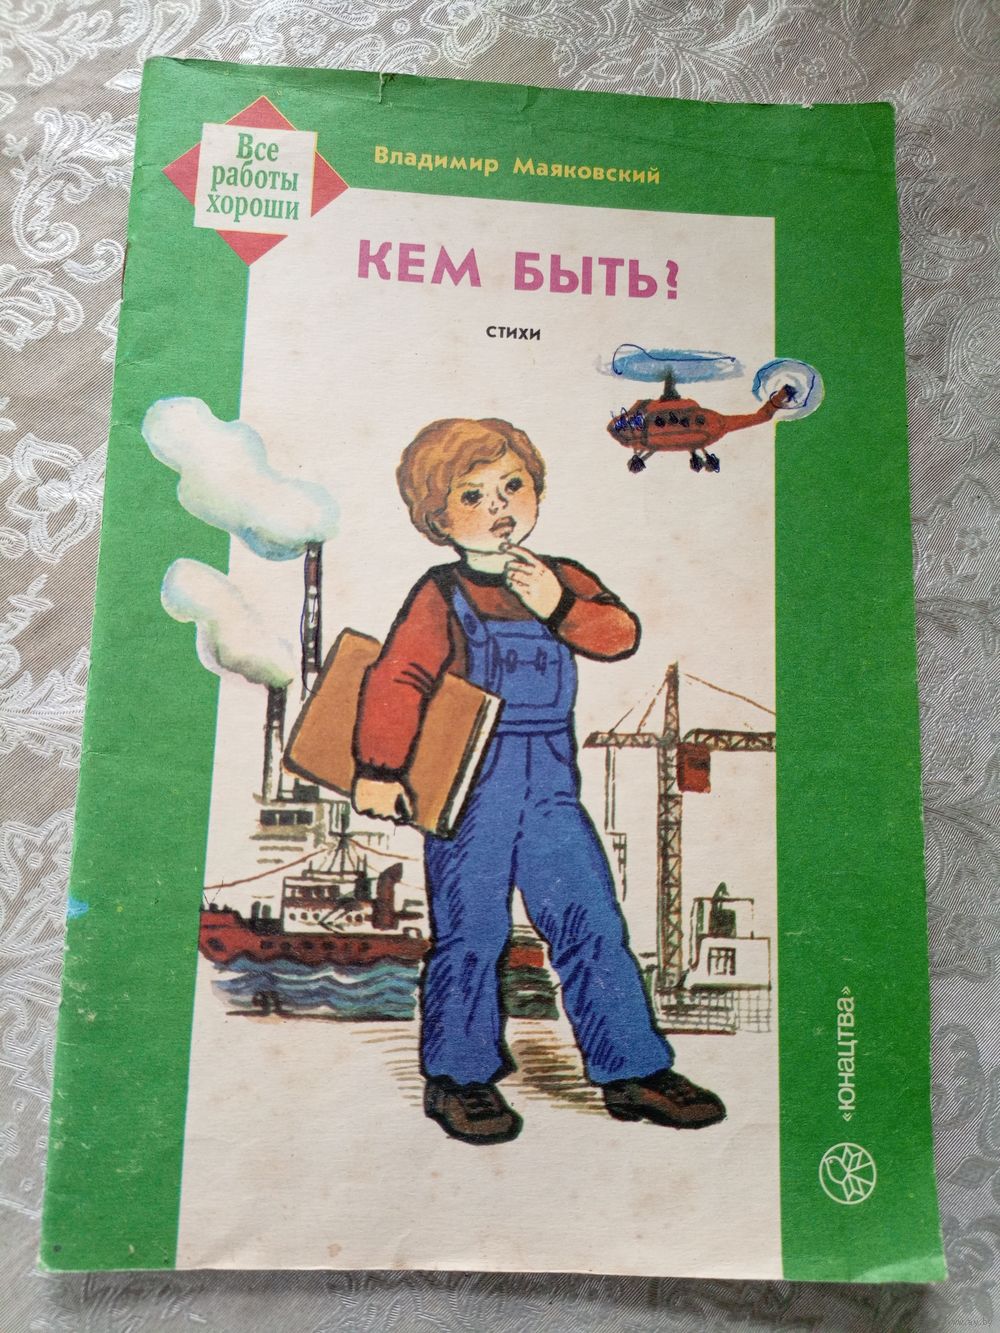 Все
работы
хороши
Владимир Маяковский
КЕМ БЫТЬ?
СТИХИ
«ЮНАЦТВА»